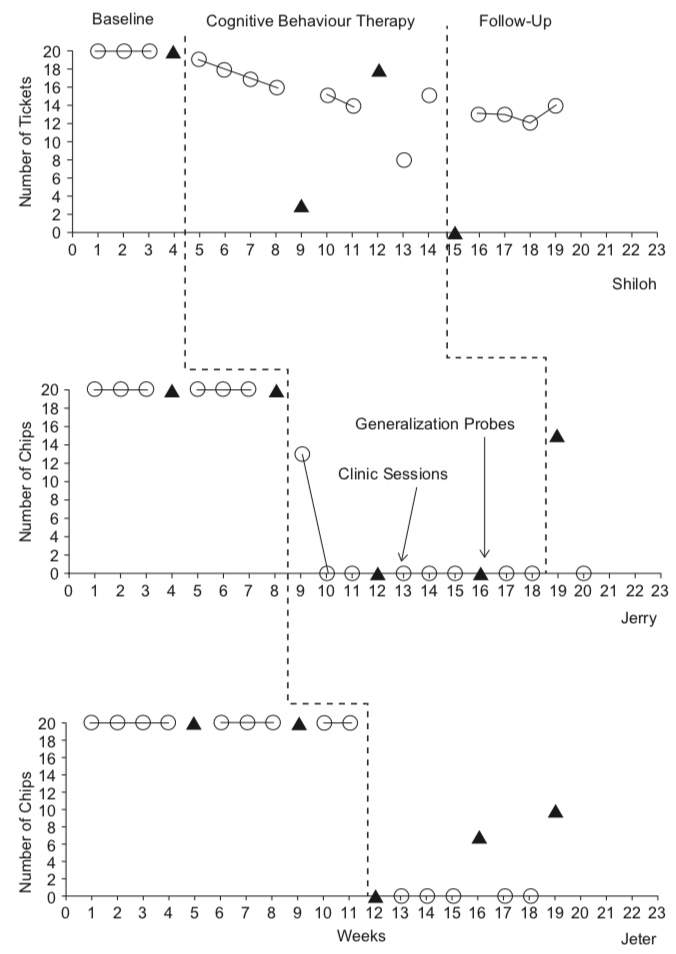 Baseline Cognitive Behaviour Therapy Follow-Up
Number of Tickets
20
18
16
14
12
10
8
6
4
2
0
0 1 2 3 4 5 6 7 8 9 10 11 12 13 14 15 16 17 18 19 20 21 22 23
Shiloh
Number of Chips
20
18
16
14
12
10
8
6
4
2
0
Generalization Probes
Clinic Sessions
0 1 2 3 4 5 6 7 8 9 10 11 12 13 14 15 16 17 18 19 20 21 22 23
Jerry
Number of Chips
20
18
16
14
12
10
8
6
4
2
0
0 1 2 3 4 5 6 7 8 9 10 11 12 13 14 15 16 17 18 19 20 21 22 23
Weeks
Jeter